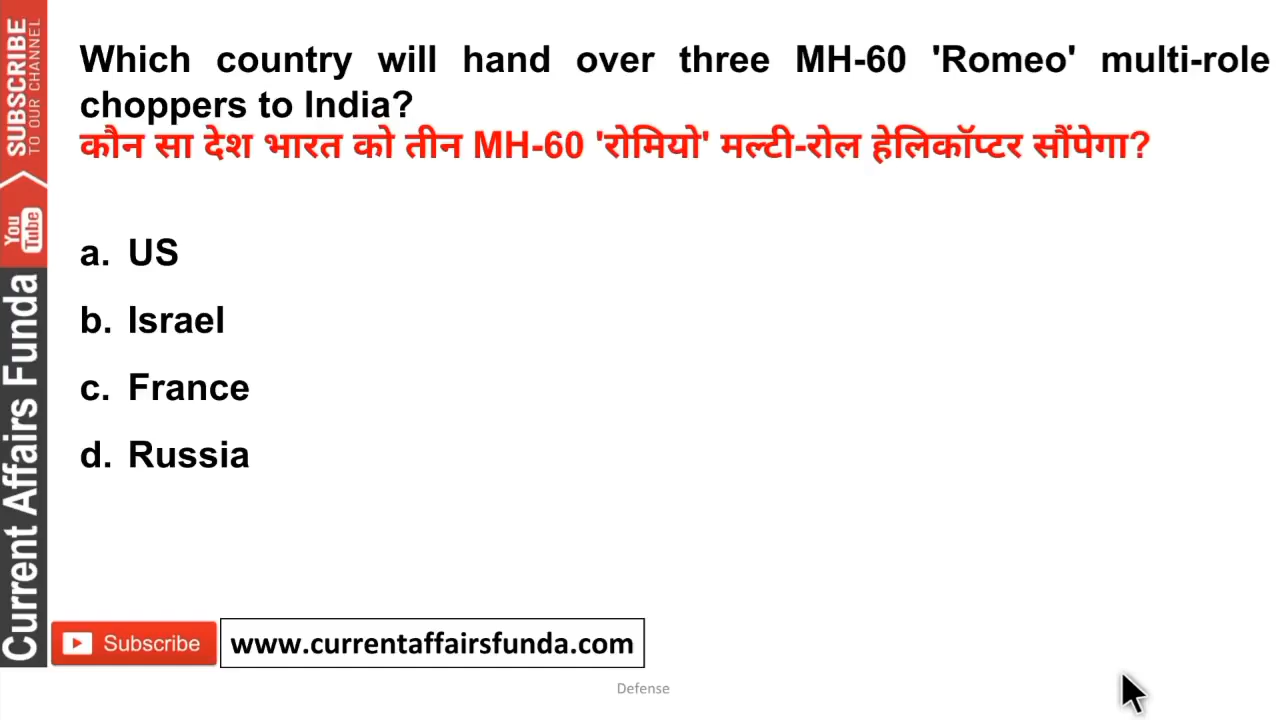 Which country will hand over three MH-60 'Romeo' multi-role
choppers to India?
कौन सा देश भारत को तीन MH-60 'रोमियो' मल्टी-रोल हेलिकॉप्टर सौंपेगा?
a. US
b. Israel
c. France
d. Russia
SUBSCRIBE
TO OUR CHANNEL
You
Tube
Current Affairs Funda
Subscribe
www.currentaffairsfunda.com
Defense